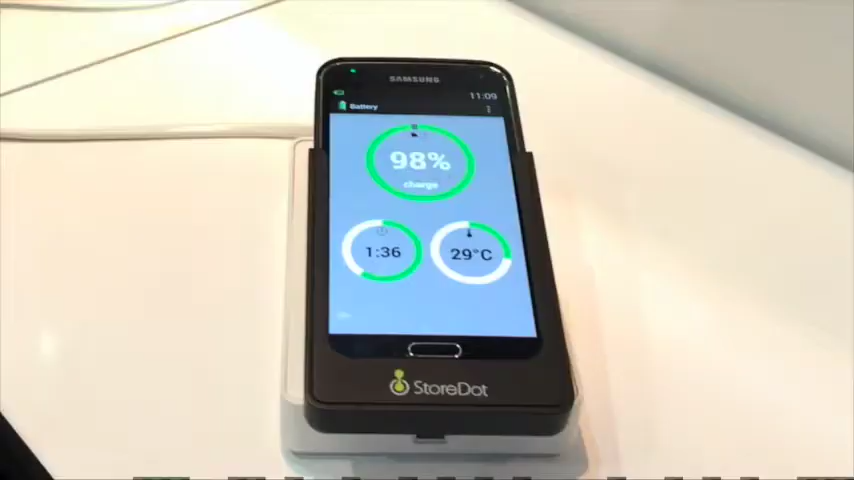 SAMSUNG
11:09
Battery
98%
charge
1:36
29°C
StoreDot